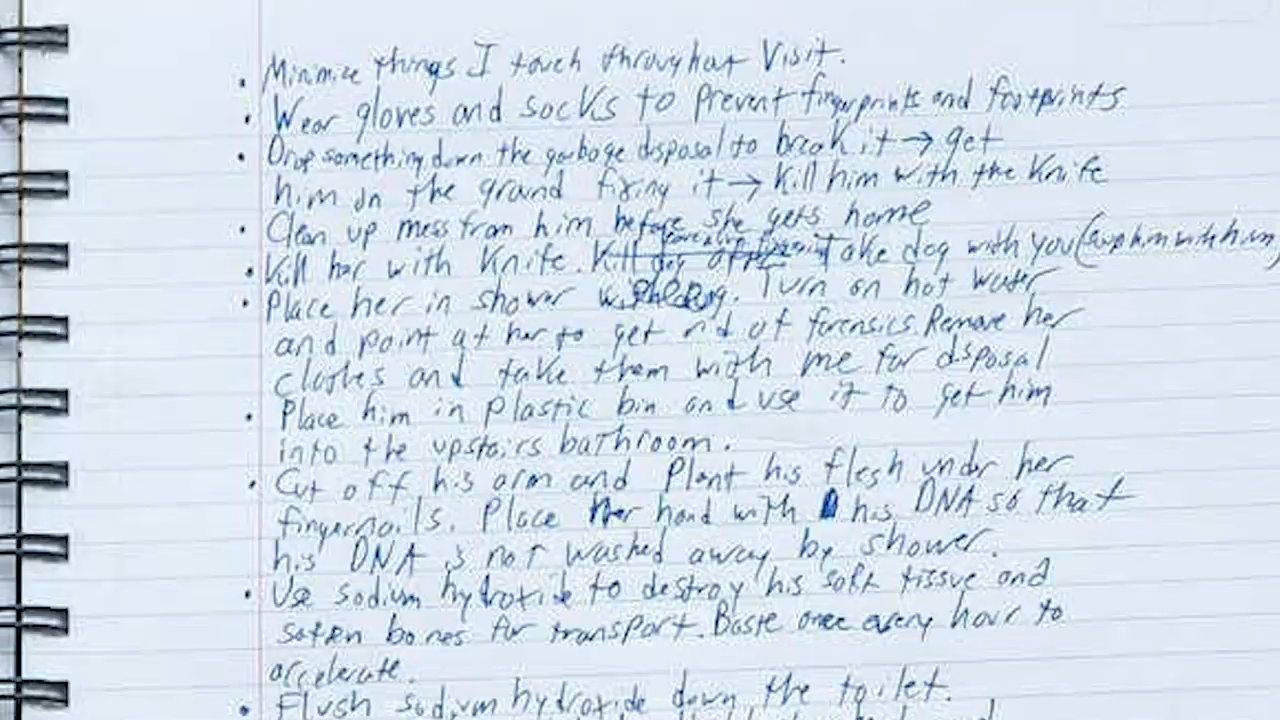 • Minimize things I touch throughout Visit.
• Wear gloves and socks to prevent fingerprints and footprints
• Drop something down the garbage disposal to break it → get
him on the ground fixing it → Kill him with the Knife
• Clean up mess from him before she gets home
• Kill her with Knife. Take dog with you
• Place her in shower Turn on hot water
and point at her to get rid of forensics. Remove her
clothes and take them with me for disposal
• Place him in plastic bin and use it to get him
into the upstairs bathroom.
• Cut off his arm and Plant his flesh under her
fingernails. Place her hand with his DNA so that
his DNA is not washed away by shower.
• Use sodium hydroxide to destroy his soft tissue and
soften bones for transport. Baste once every hour to
accelerate.
• Flush sodium hydroxide down the toilet.